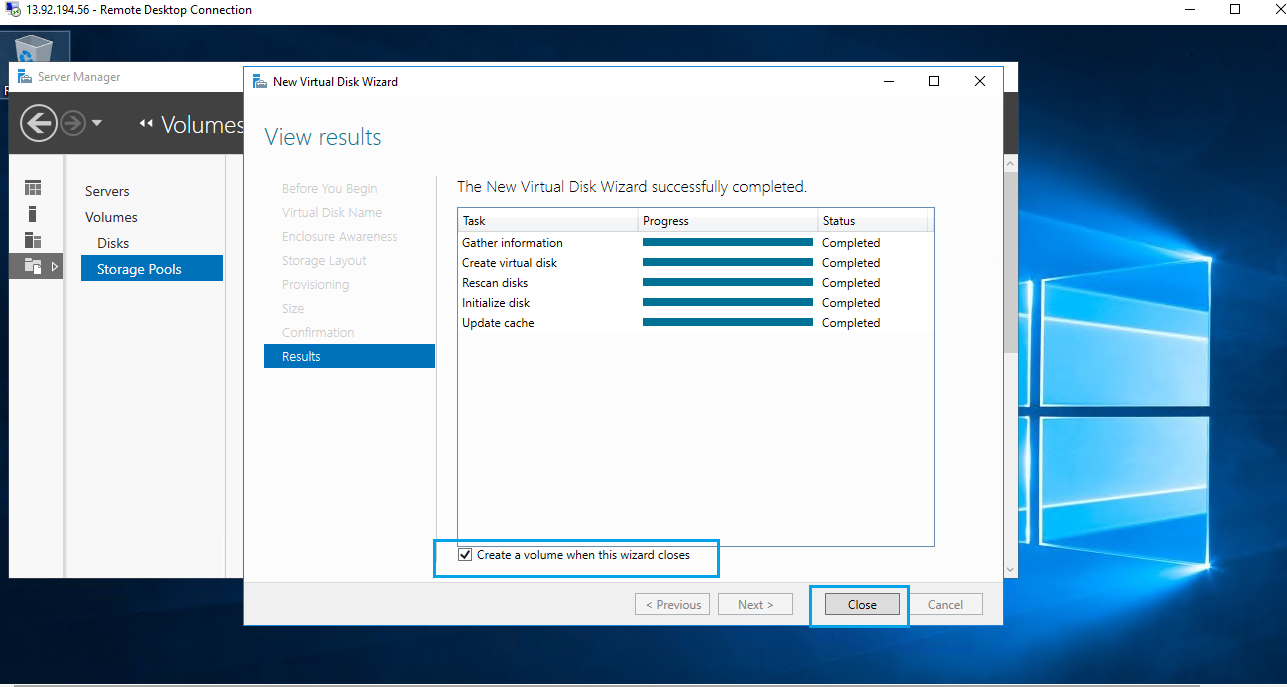 13.92.194.56 - Remote Desktop Connection
Server Manager
Volumes
Servers
Volumes
Disks
Storage Pools
New Virtual Disk Wizard
View results
Before You Begin
Virtual Disk Name
Enclosure Awareness
Storage Layout
Provisioning
Size
Confirmation
Results
The New Virtual Disk Wizard successfully completed.
Task Progress Status
Gather information Completed
Create virtual disk Completed
Rescan disks Completed
Initialize disk Completed
Update cache Completed
Create a volume when this wizard closes
< Previous Next > Close Cancel